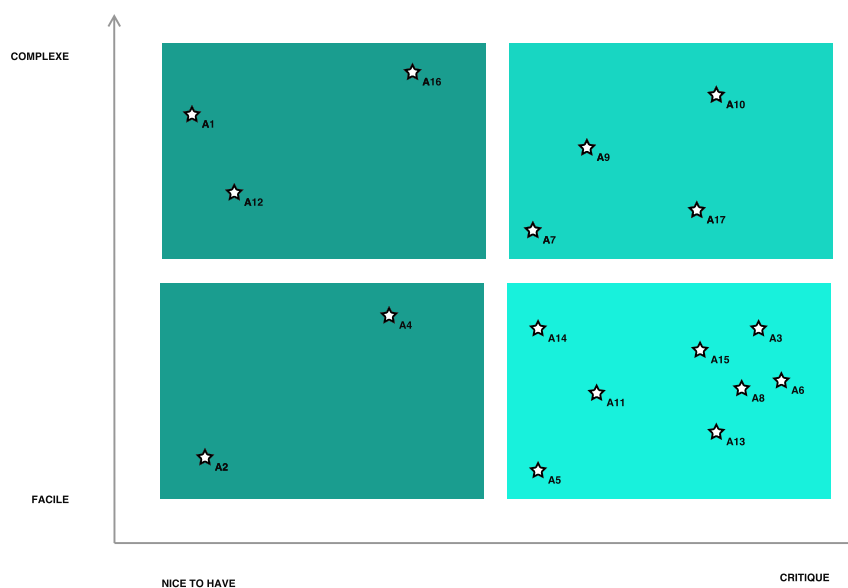 COMPLEXE
A16
A10
A1
A9
A12
A17
A7
A4
A14
A3
A15
A6
A8
A11
A13
A2
A5
FACILE
NICE TO HAVE
CRITIQUE